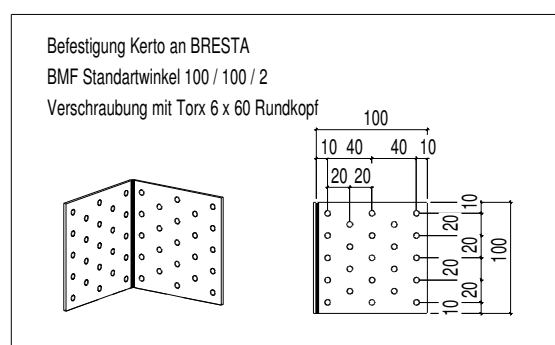 Befestigung Kerto an BRESTA
BMF Standartwinkel 100 / 100 / 2
Verschraubung mit Torx 6 x 60 Rundkopf
100
10 40 40 10
20 20
10
20
20
100
20
20
10